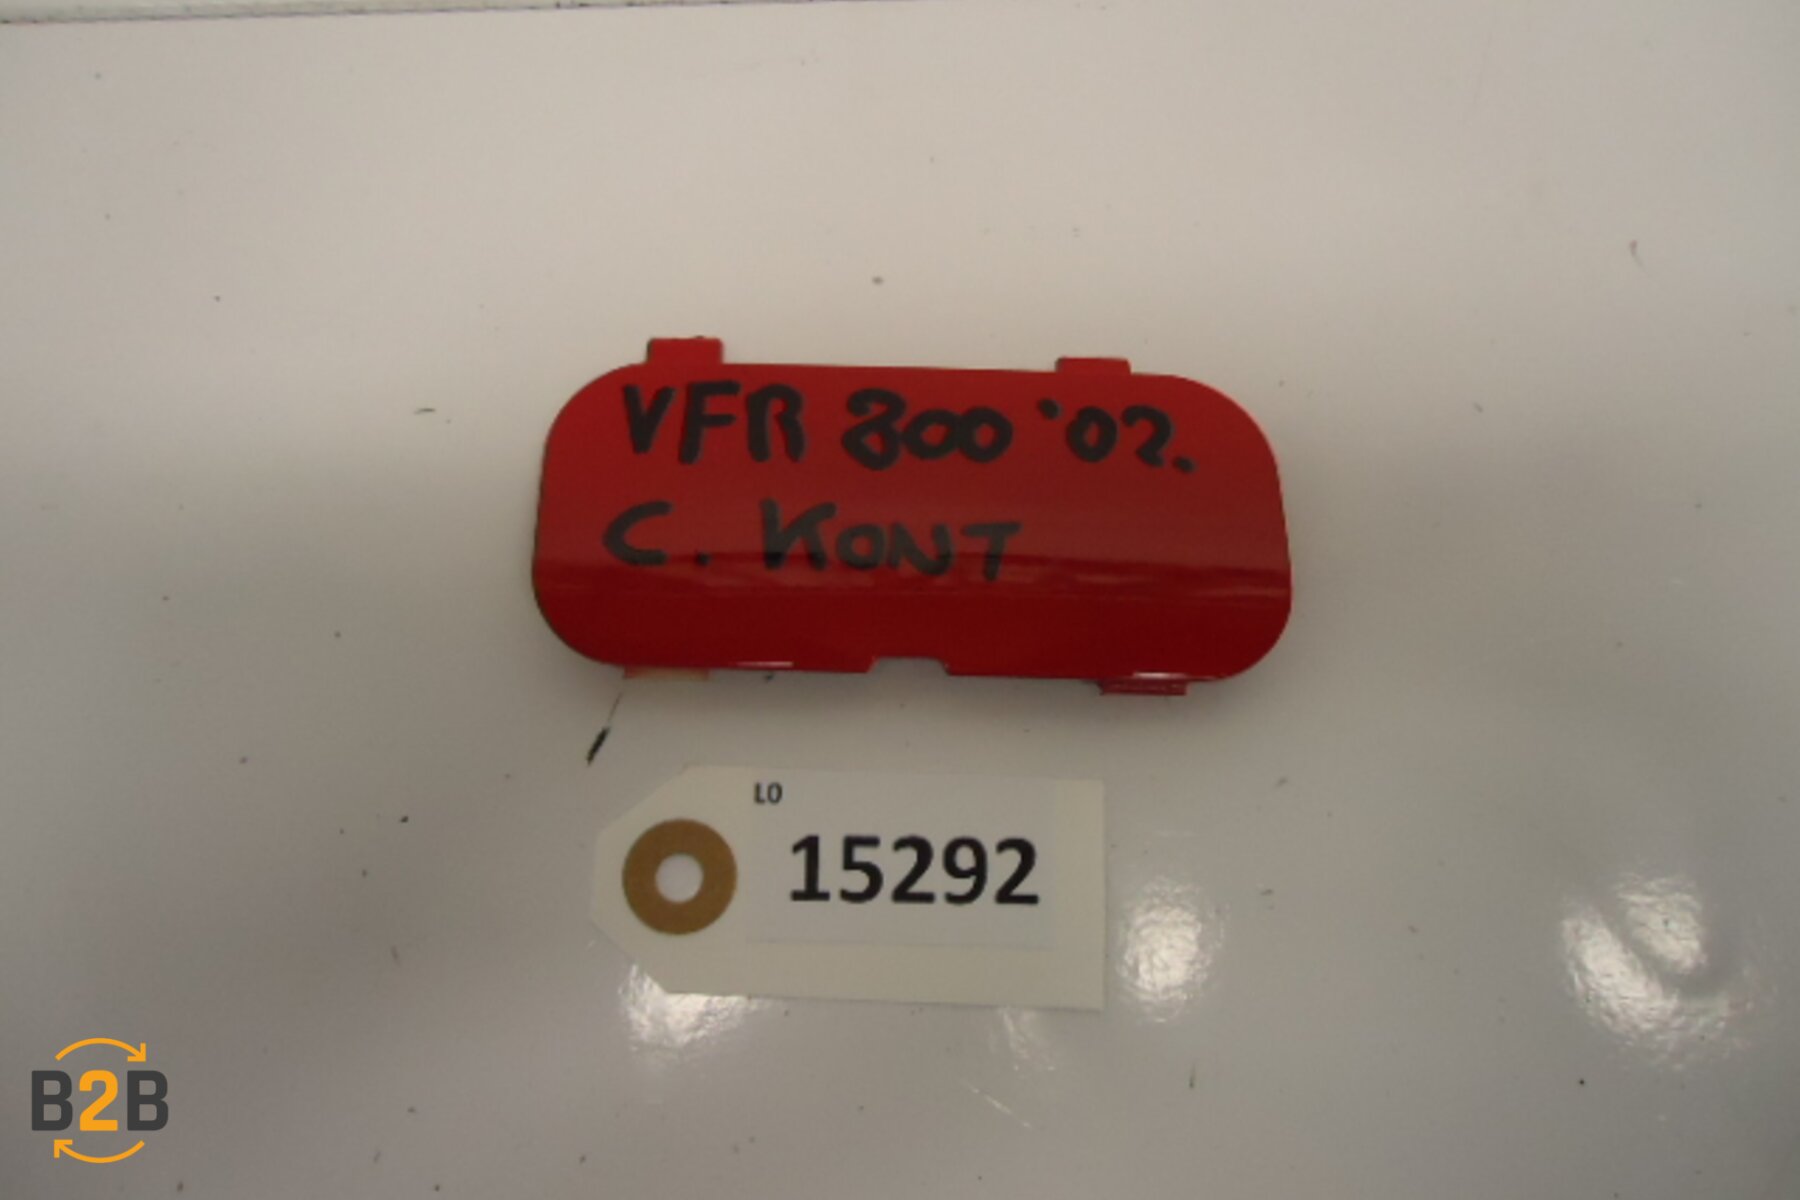 VFR 800 '02.
C. KONT
LO
15292
B2B